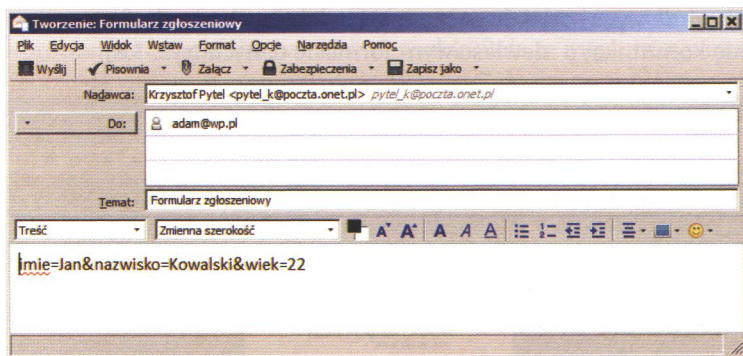 Tworzenie: Formularz zgłoszeniowy
Plik Edycja Widok Wstaw Format Opcje Narzędzia Pomoc
Wyślij Pisownia Załącz Zabezpieczenia Zapisz jako
Nadawca: Krzysztof Pytel <pytel_k@poczta.onet.pl> pytel_k@poczta.onet.pl
Do: adam@wp.pl
Temat: Formularz zgłoszeniowy
Treść Zmienna szerokość
imie=Jan&nazwisko=Kowalski&wiek=22